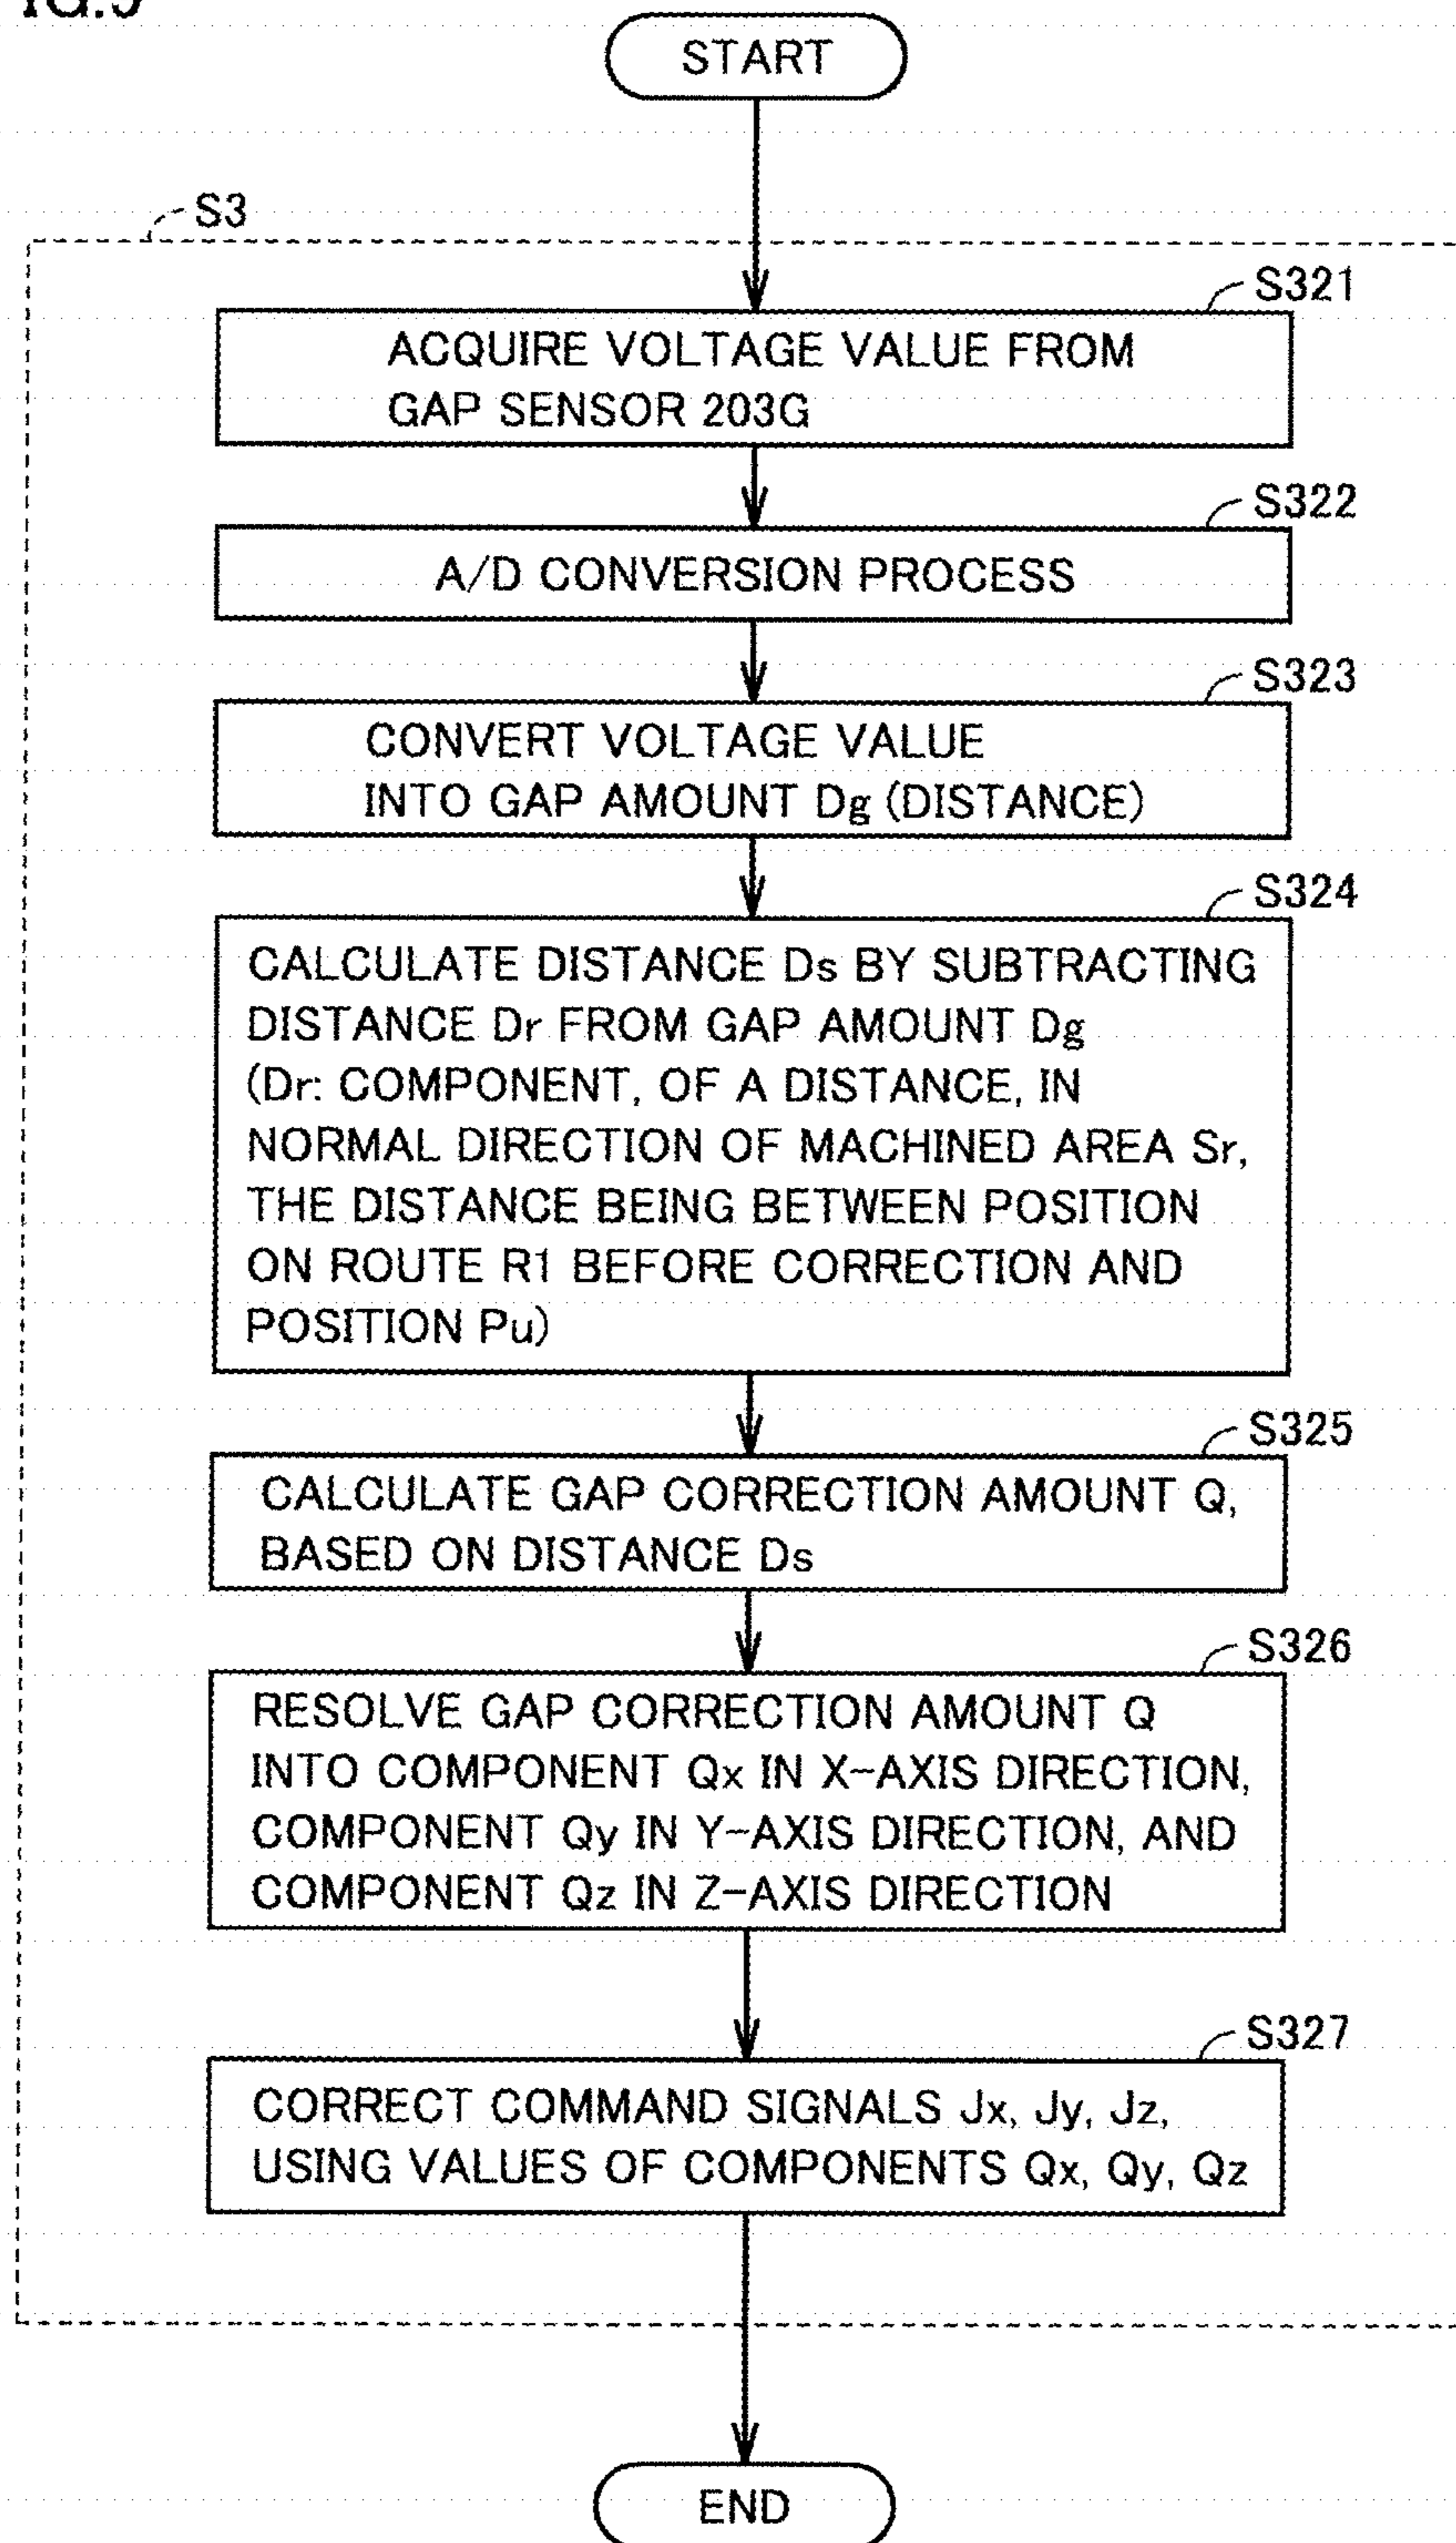 START
S3
S321
ACQUIRE VOLTAGE VALUE FROM
GAP SENSOR 203G
S322
A/D CONVERSION PROCESS
S323
CONVERT VOLTAGE VALUE
INTO GAP AMOUNT Dg (DISTANCE)
S324
CALCULATE DISTANCE Ds BY SUBTRACTING
DISTANCE Dr FROM GAP AMOUNT Dg
(Dr: COMPONENT, OF A DISTANCE, IN
NORMAL DIRECTION OF MACHINED AREA Sr,
THE DISTANCE BEING BETWEEN POSITION
ON ROUTE R1 BEFORE CORRECTION AND
POSITION Pu)
S325
CALCULATE GAP CORRECTION AMOUNT Q,
BASED ON DISTANCE Ds
S326
RESOLVE GAP CORRECTION AMOUNT Q
INTO COMPONENT Qx IN X-AXIS DIRECTION,
COMPONENT Qy IN Y-AXIS DIRECTION, AND
COMPONENT Qz IN Z-AXIS DIRECTION
S327
CORRECT COMMAND SIGNALS Jx, Jy, Jz,
USING VALUES OF COMPONENTS Qx, Qy, Qz
END